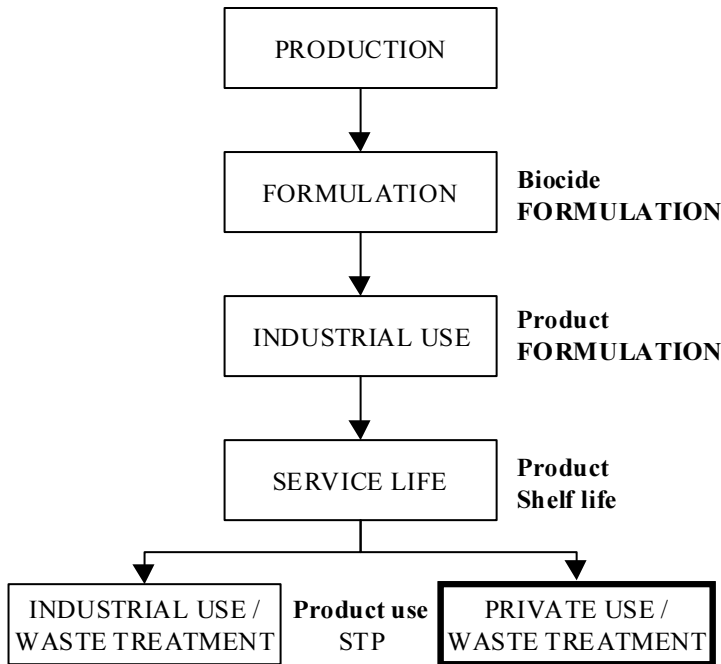 PRODUCTION
FORMULATION
Biocide
FORMULATION
INDUSTRIAL USE
Product
FORMULATION
SERVICE LIFE
Product
Shelf life
INDUSTRIAL USE /
WASTE TREATMENT
Product use
STP
PRIVATE USE /
WASTE TREATMENT